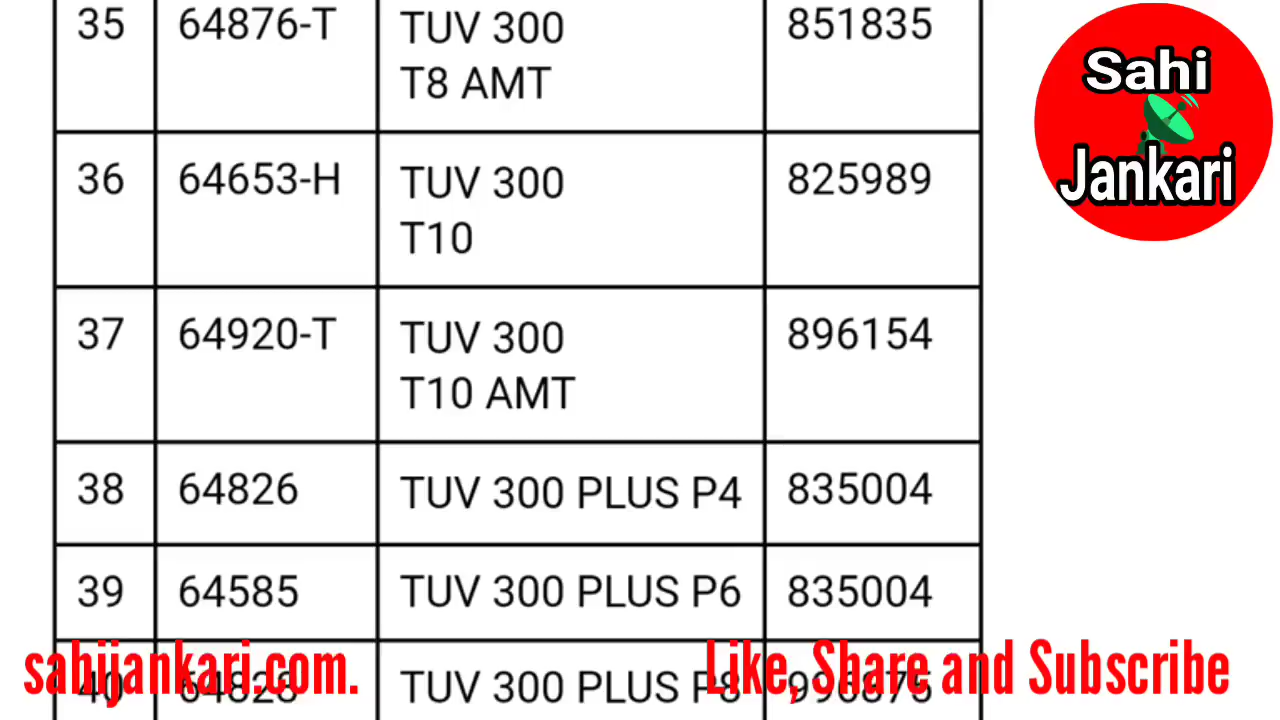 35 64876-T TUV 300 851835
T8 AMT
36 64653-H TUV 300 825989
T10
37 64920-T TUV 300 896154
T10 AMT
38 64826 TUV 300 PLUS P4 835004
39 64585 TUV 300 PLUS P6 835004
40 TUV 300 PLUS P8
Sahi
Jankari
sahijankari.com.
Like, Share and Subscribe